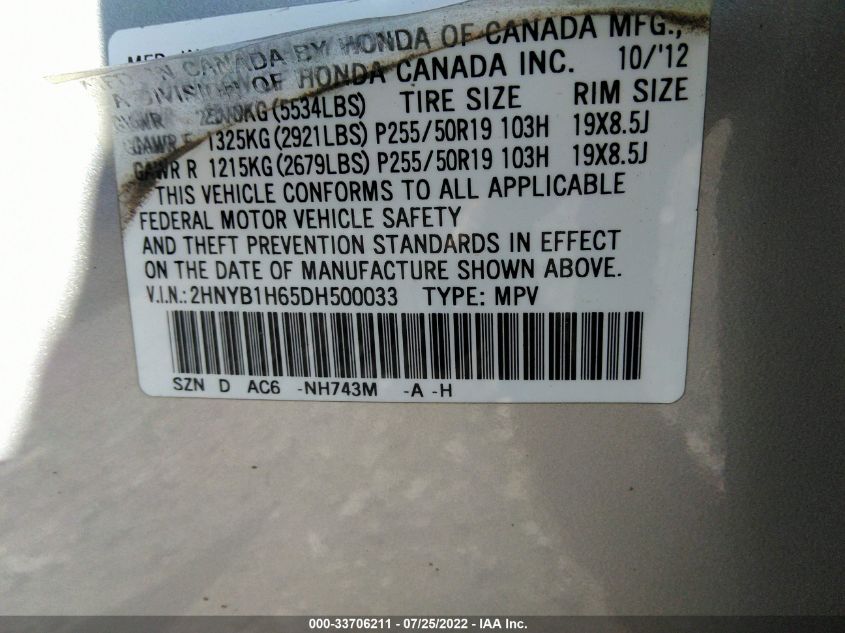 CANADA BY HONDA OF CANADA MFG.,
A DIVISION OF HONDA CANADA INC. 10/'12
(5534LBS) TIRE SIZE RIM SIZE
GAWR F 1325KG (2921LBS) P255/50R19 103H 19X8.5J
GAWR R 1215KG (2679LBS) P255/50R19 103H 19X8.5J
THIS VEHICLE CONFORMS TO ALL APPLICABLE
FEDERAL MOTOR VEHICLE SAFETY
AND THEFT PREVENTION STANDARDS IN EFFECT
ON THE DATE OF MANUFACTURE SHOWN ABOVE.
V.I.N.: 2HNYB1H65DH500033 TYPE: MPV
SZN D AC6 -NH743M -A -H
000-33706211 - 07/25/2022 - IAA Inc.